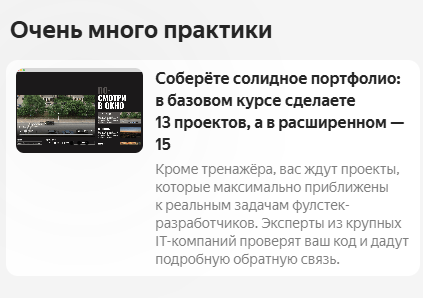 Очень много практики
ПО-
СМОТРИ
В ОКНО
Соберёте солидное портфолио:
в базовом курсе сделаете
13 проектов, а в расширенном —
15
Кроме тренажёра, вас ждут проекты,
которые максимально приближены
к реальным задачам фулстек-
разработчиков. Эксперты из крупных
IT-компаний проверят ваш код и дадут
подробную обратную связь.